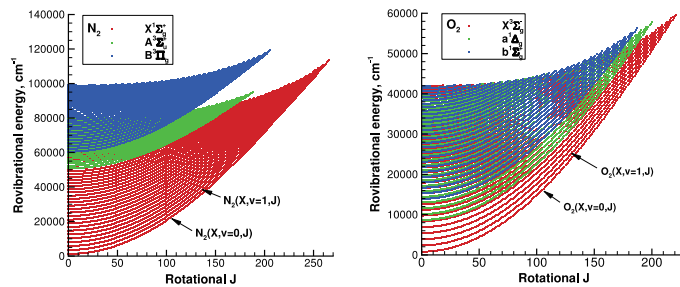 N₂
X¹Σg⁺
A³Σu⁺
B³Πg
Rovibrational energy, cm⁻¹
140000
120000
100000
80000
60000
40000
20000
0
N₂(X,v=1,J)
N₂(X,v=0,J)
0 50 100 150 200 250
Rotational J
O₂
X³Σg⁻
a¹Δg
b¹Σg⁺
Rovibrational energy, cm⁻¹
60000
50000
40000
30000
20000
10000
0
O₂(X,v=1,J)
O₂(X,v=0,J)
0 50 100 150 200
Rotational J